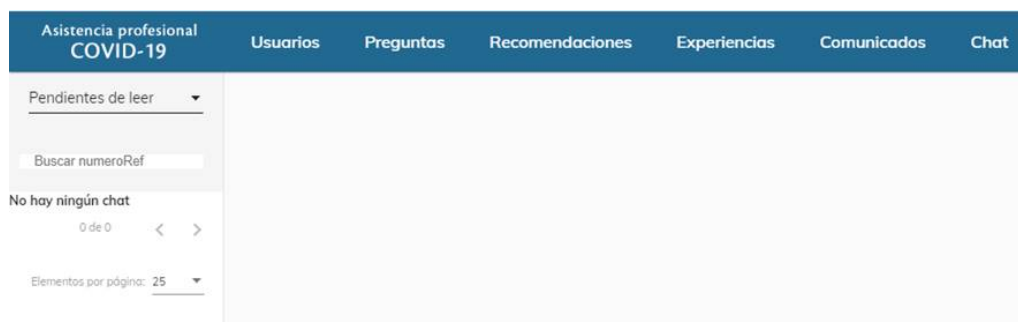 Asistencia profesional
COVID-19
Usuarios Preguntas Recomendaciones Experiencias Comunicados Chat
Pendientes de leer
Buscar numeroRef
No hay ningún chat
0 de 0
Elementos por página: 25